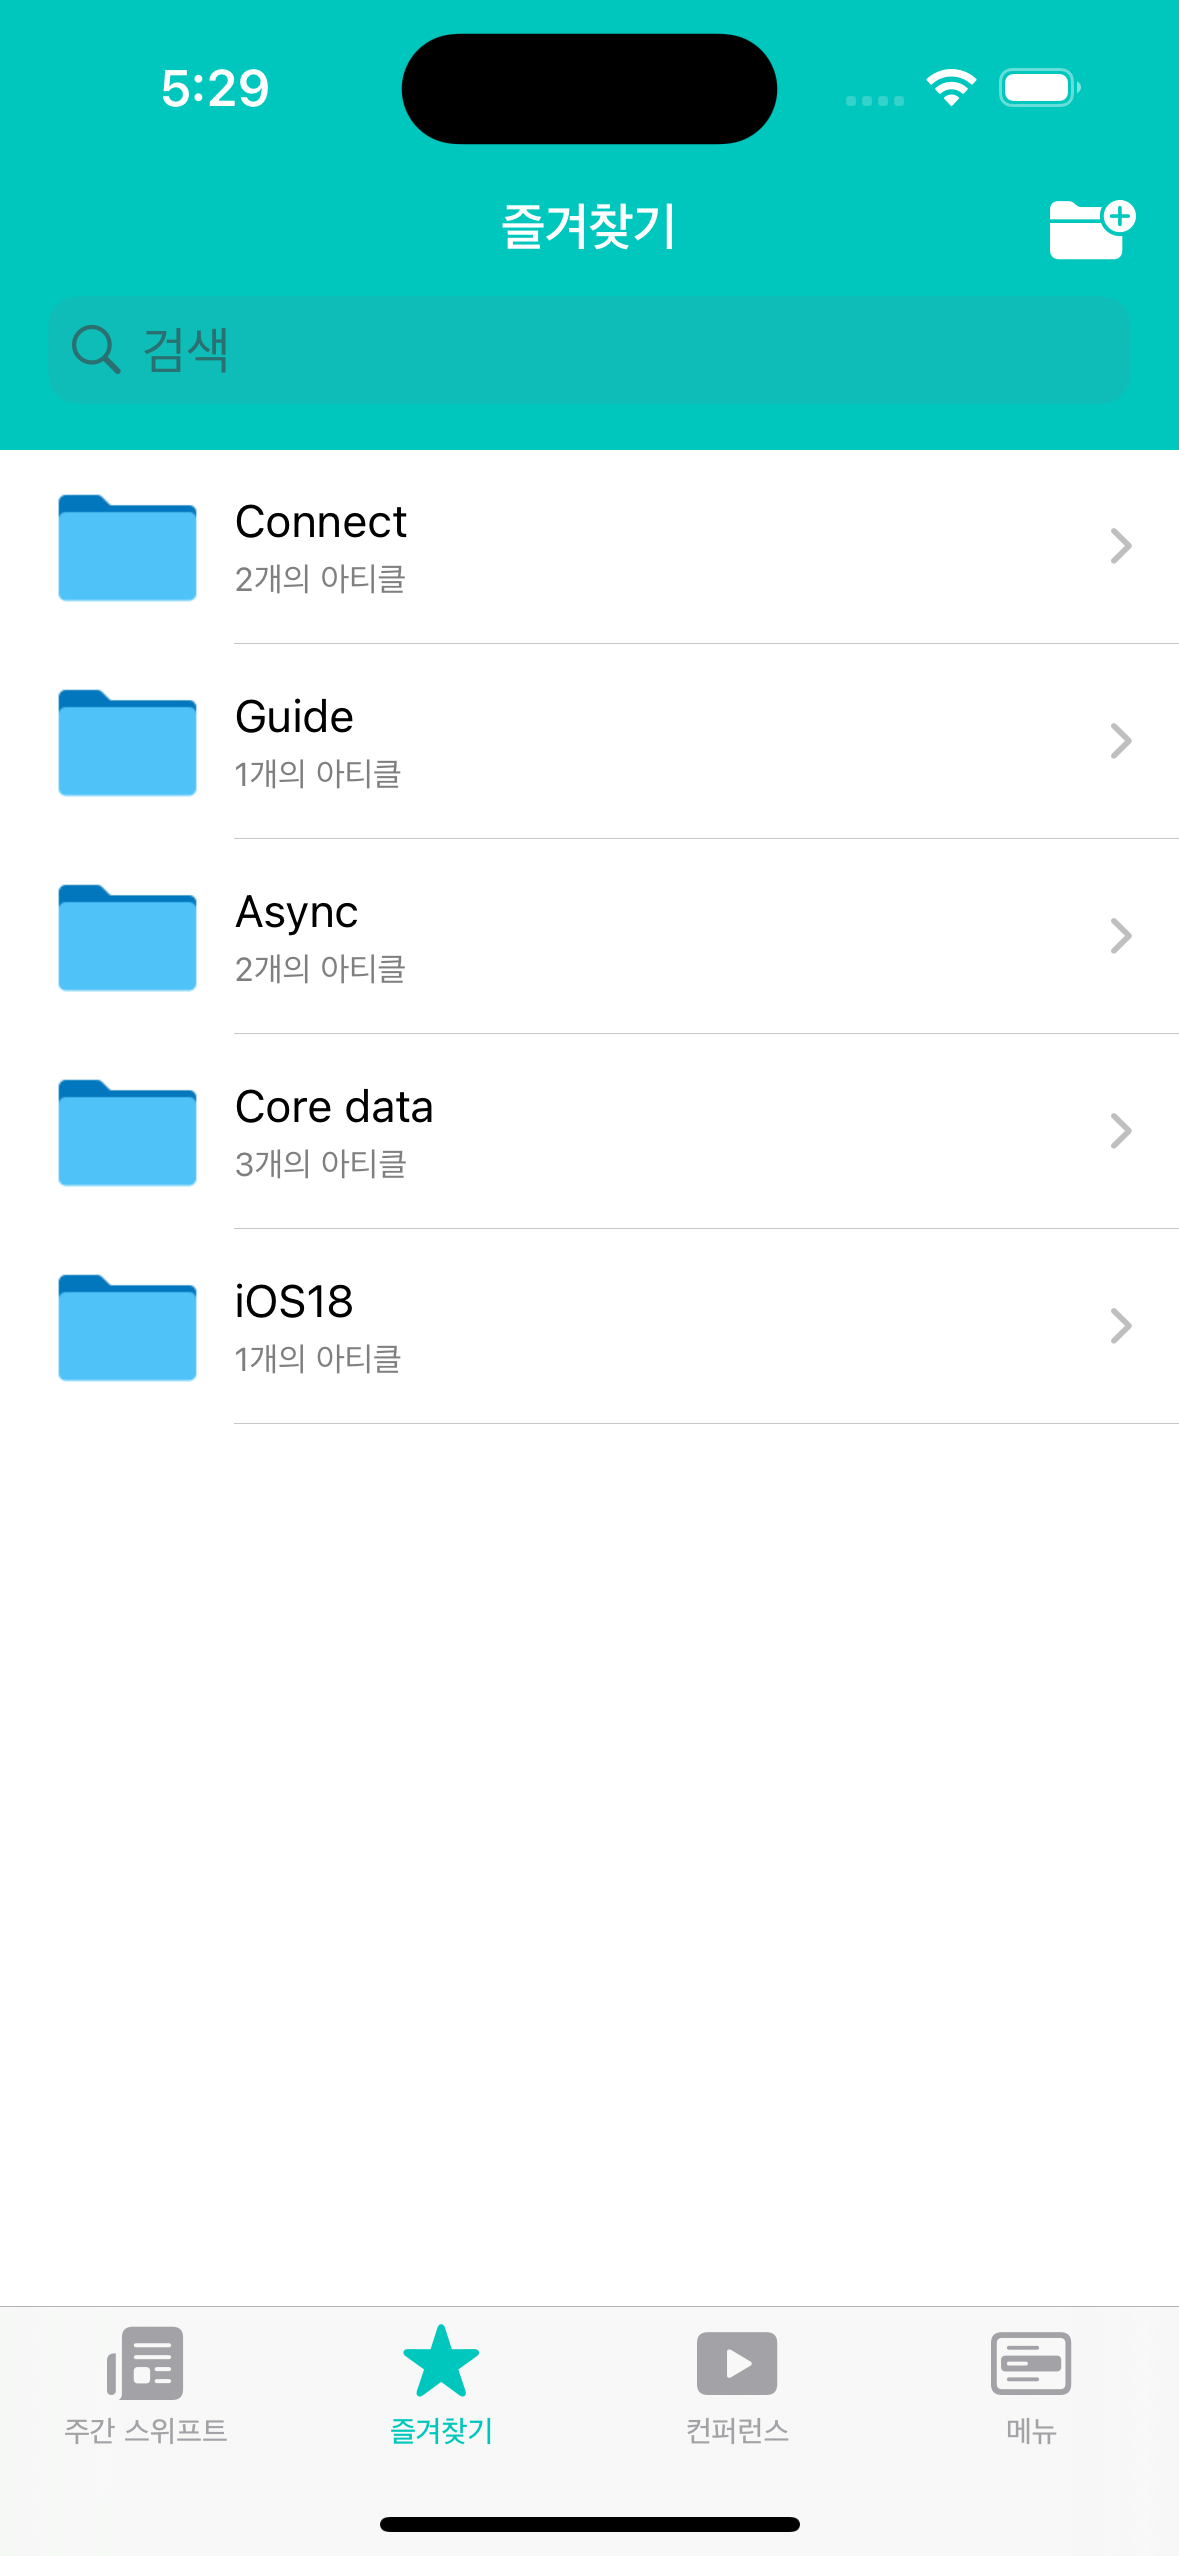 5:29
즐겨찾기
검색
Connect
2개의 아티클
Guide
1개의 아티클
Async
2개의 아티클
Core data
3개의 아티클
iOS18
1개의 아티클
주간 스위프트
즐겨찾기
컨퍼런스
메뉴